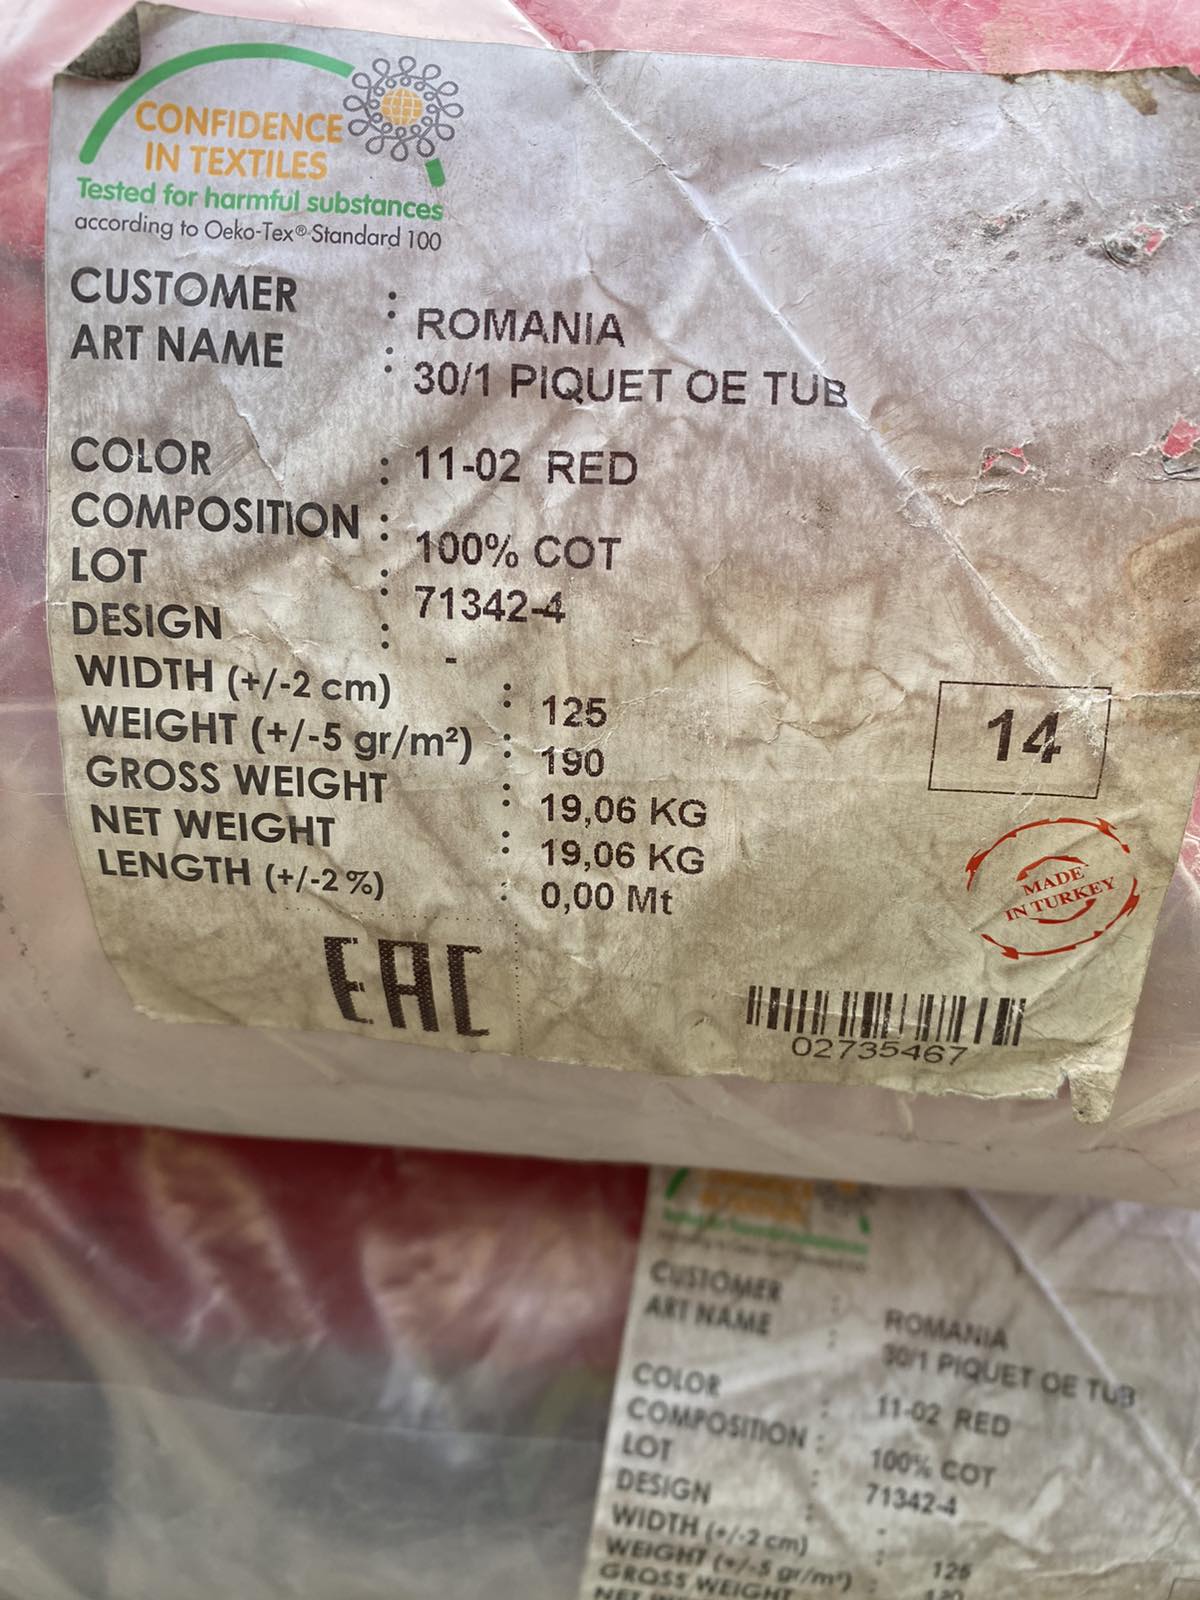 CONFIDENCE
IN TEXTILES
Tested for harmful substances
according to Oeko-Tex® Standard 100
CUSTOMER : ROMANIA
ART NAME : 30/1 PIQUET OE TUB
COLOR : 11-02 RED
COMPOSITION : 100% COT
LOT : 71342-4
DESIGN : -
WIDTH (+/-2 cm) : 125
WEIGHT (+/-5 gr/m²) : 190
GROSS WEIGHT : 19,06 KG
NET WEIGHT : 19,06 KG
LENGTH (+/-2 %) : 0,00 Mt
14
MADE
IN TURKEY
EAC
02735467
CUSTOMER : ROMANIA
ART NAME : 30/1 PIQUET OE TUB
COLOR : 11-02 RED
COMPOSITION : 100% COT
LOT : 71342-4
DESIGN : -
WIDTH (+/-2 cm) : 125
WEIGHT (+/-5 gr/m²) :
GROSS WEIGHT